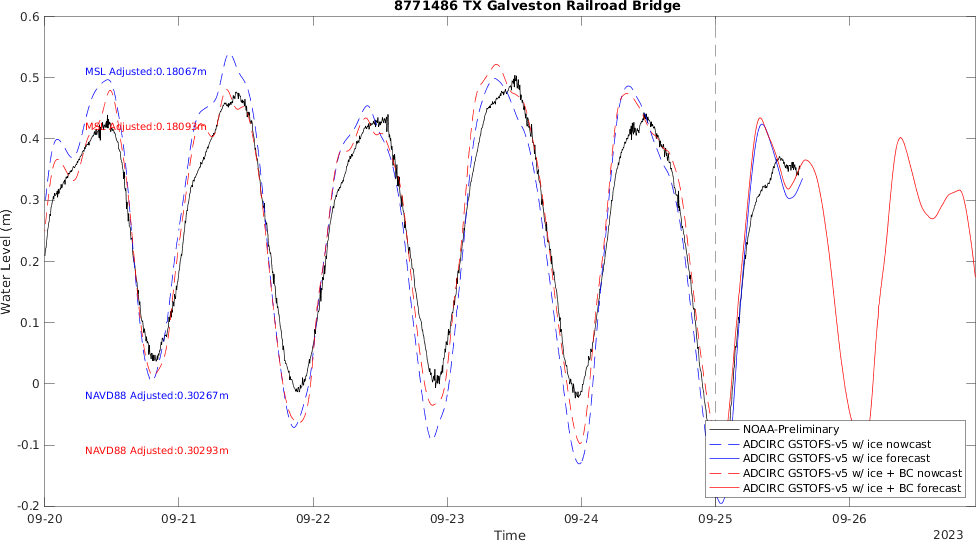 8771486 TX Galveston Railroad Bridge
0.6
0.5
0.4
0.3
0.2
0.1
0
-0.1
-0.2
Water Level (m)
MSL Adjusted:0.18067m
MSL Adjusted:0.18093m
NAVD88 Adjusted:0.30267m
NAVD88 Adjusted:0.30293m
NOAA-Preliminary
ADCIRC GSTOFS-v5 w/ ice nowcast
ADCIRC GSTOFS-v5 w/ ice forecast
ADCIRC GSTOFS-v5 w/ ice + BC nowcast
ADCIRC GSTOFS-v5 w/ ice + BC forecast
09-20 09-21 09-22 09-23 09-24 09-25 09-26
Time
2023